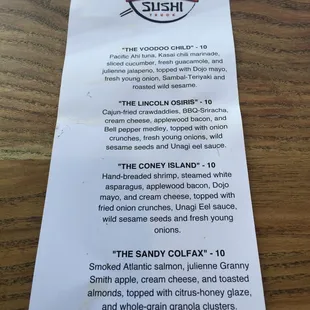 SUSHI
"THE VOODOO CHILD" - 10
Pacific Ahi tuna, Kasai chili marinade,
sliced cucumber, fresh guacamole, and
julienne jalapeno, topped with Dojo mayo,
fresh young onion, Sambal-Teriyaki and
roasted wild sesame.
"THE LINCOLN OSIRIS" - 10
Cajun-fried crawdaddies, BBQ-Sriracha,
cream cheese, applewood bacon, and
Bell pepper medley, topped with onion
crunches, fresh young onions, wild
sesame seeds and Unagi eel sauce.
"THE CONEY ISLAND" - 10
Hand-breaded shrimp, steamed white
asparagus, applewood bacon, Dojo
mayo, and cream cheese, topped with
fried onion crunches, Unagi Eel sauce,
wild sesame seeds and fresh young
onions.
"THE SANDY COLFAX" - 10
Smoked Atlantic salmon, julienne Granny
Smith apple, cream cheese, and toasted
almonds, topped with citrus-honey glaze,
and whole-grain granola clusters.